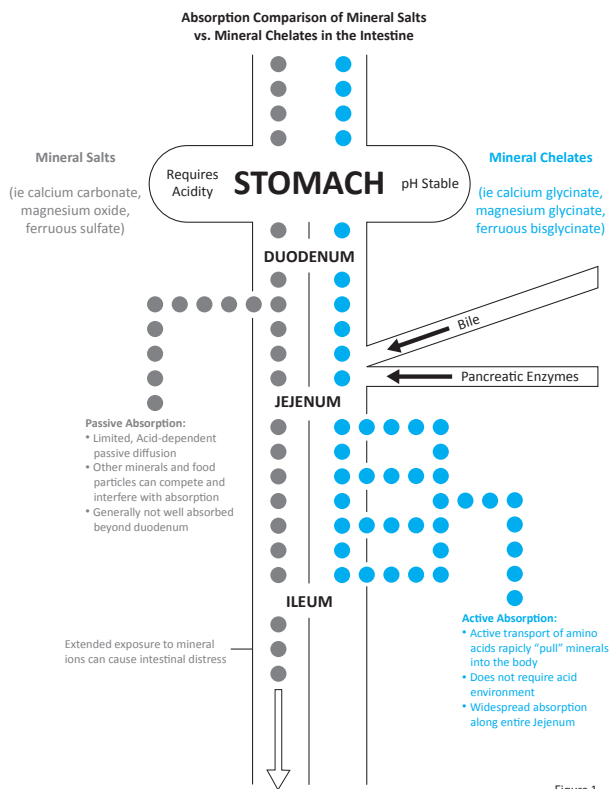 Absorption Comparison of Mineral Salts
vs. Mineral Chelates in the Intestine
Mineral Salts
(ie calcium carbonate,
magnesium oxide,
ferruous sulfate)
Requires
Acidity
STOMACH
pH Stable
Mineral Chelates
(ie calcium glycinate,
magnesium glycinate,
ferruous bisglycinate)
DUODENUM
Bile
Pancreatic Enzymes
JEJENUM
Passive Absorption:
• Limited, Acid-dependent
passive diffusion
• Other minerals and food
particles can compete and
interfere with absorption
• Generally not well absorbed
beyond duodenum
ILEUM
Extended exposure to mineral
ions can cause intestinal distress
Active Absorption:
• Active transport of amino
acids rapicly “pull” minerals
into the body
• Does not require acid
environment
• Widespread absorption
along entire Jejenum
Figure 1